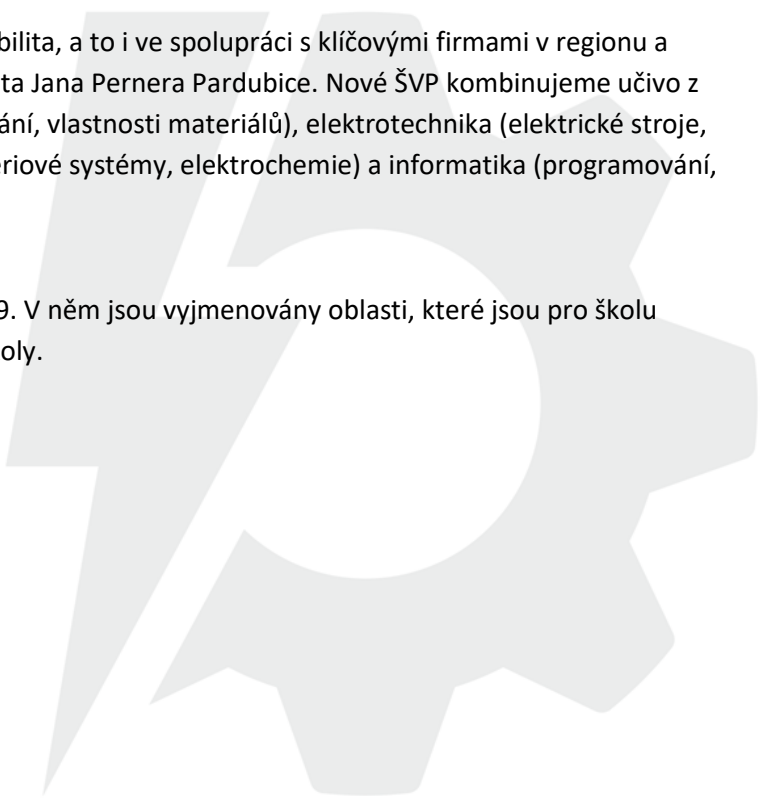 bilita, a to i ve spolupráci s klíčovými firmami v regionu a
ta Jana Pernera Pardubice. Nové ŠVP kombinujeme učivo z
ání, vlastnosti materiálů), elektrotechnika (elektrické stroje,
eriové systémy, elektrochemie) a informatika (programování,
9. V něm jsou vyjmenovány oblasti, které jsou pro školu
oly.